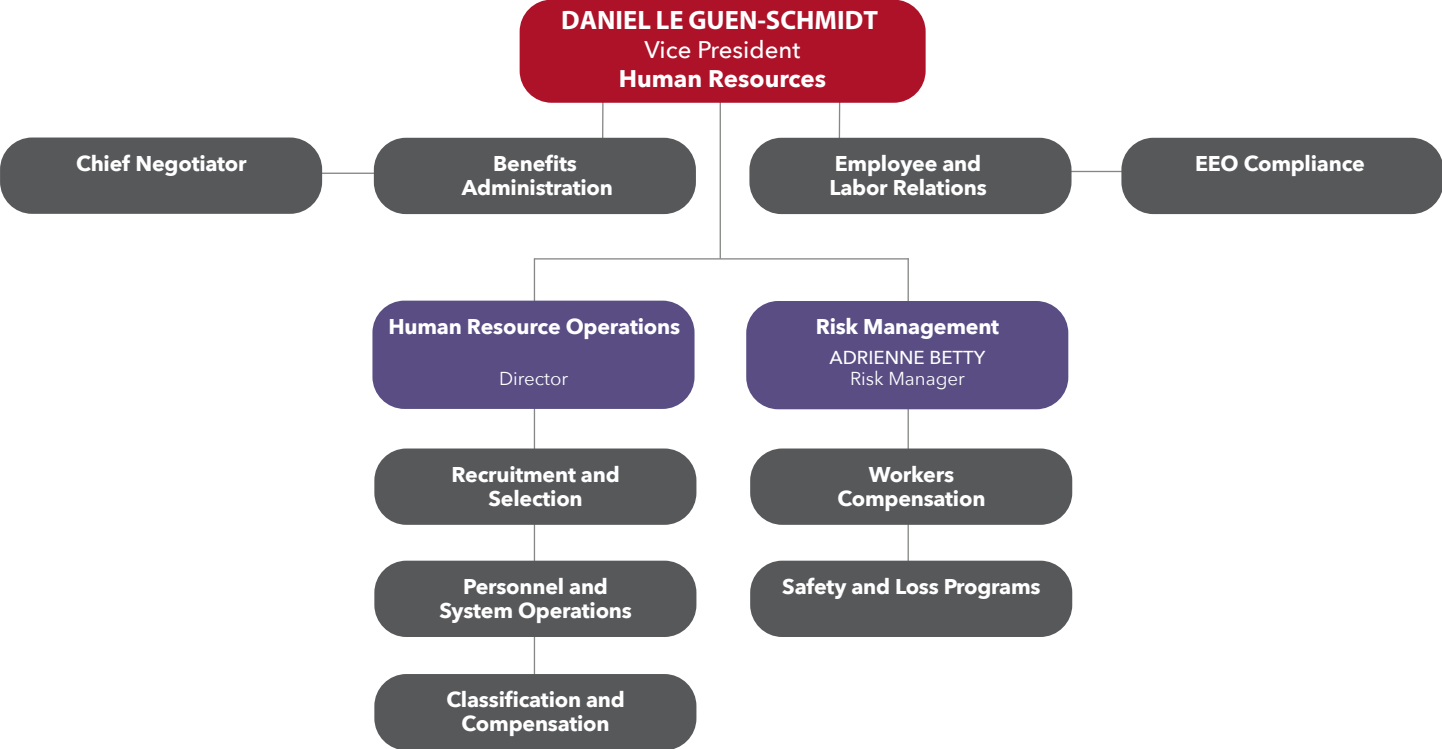 DANIEL LE GUEN-SCHMIDT
Vice President
Human Resources
Chief Negotiator
Benefits
Administration
Employee and
Labor Relations
EEO Compliance
Human Resource Operations
Director
Risk Management
ADRIENNE BETTY
Risk Manager
Recruitment and
Selection
Workers
Compensation
Personnel and
System Operations
Safety and Loss Programs
Classification and
Compensation